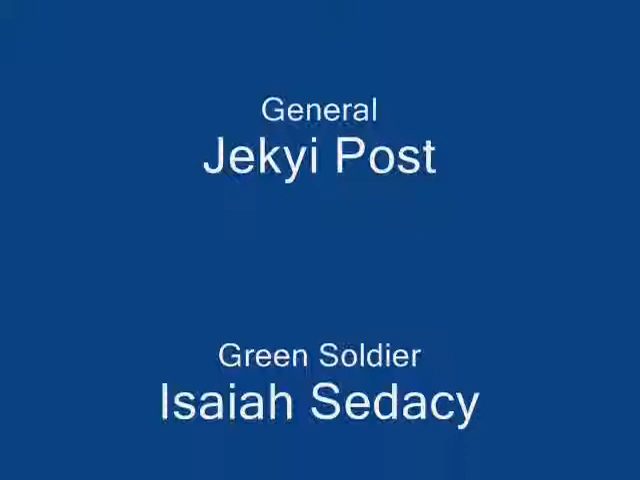 General
Jekyi Post
Green Soldier
Isaiah Sedacy